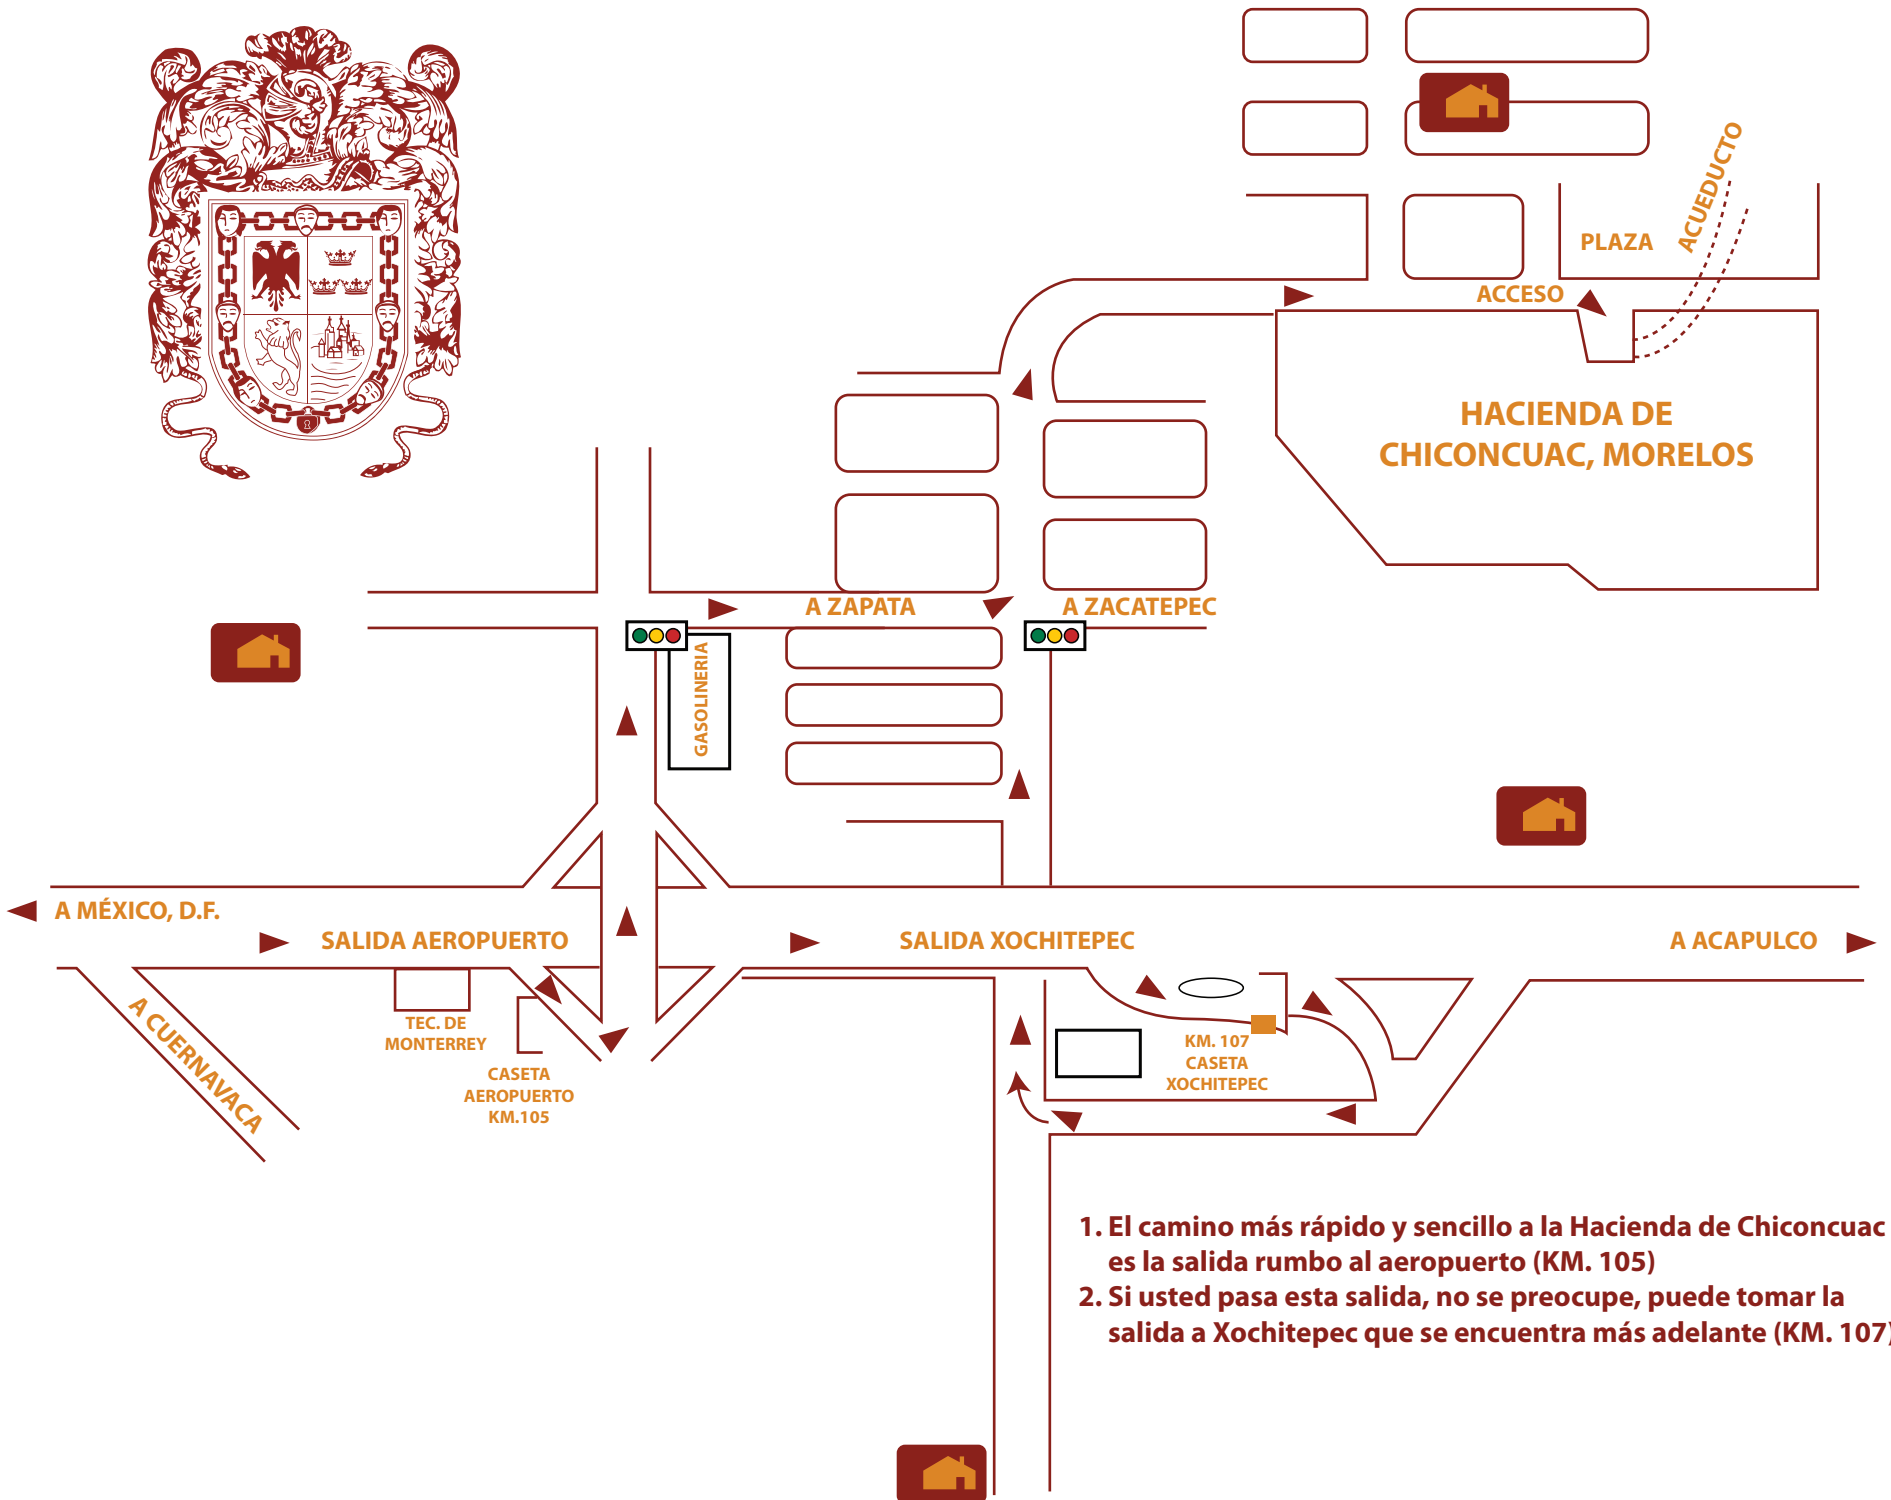 ACUEDUCTO
PLAZA
ACCESO
HACIENDA DE
CHICONCUAC, MORELOS
A ZAPATA
A ZACATEPEC
GASOLINERIA
A MÉXICO, D.F.
SALIDA AEROPUERTO
SALIDA XOCHITEPEC
A ACAPULCO
A CUERNAVACA
TEC. DE
MONTERREY
CASETA
AEROPUERTO
KM.105
KM. 107
CASETA
XOCHITEPEC
1. El camino más rápido y sencillo a la Hacienda de Chiconcuac
es la salida rumbo al aeropuerto (KM. 105)
2. Si usted pasa esta salida, no se preocupe, puede tomar la
salida a Xochitepec que se encuentra más adelante (KM. 107)